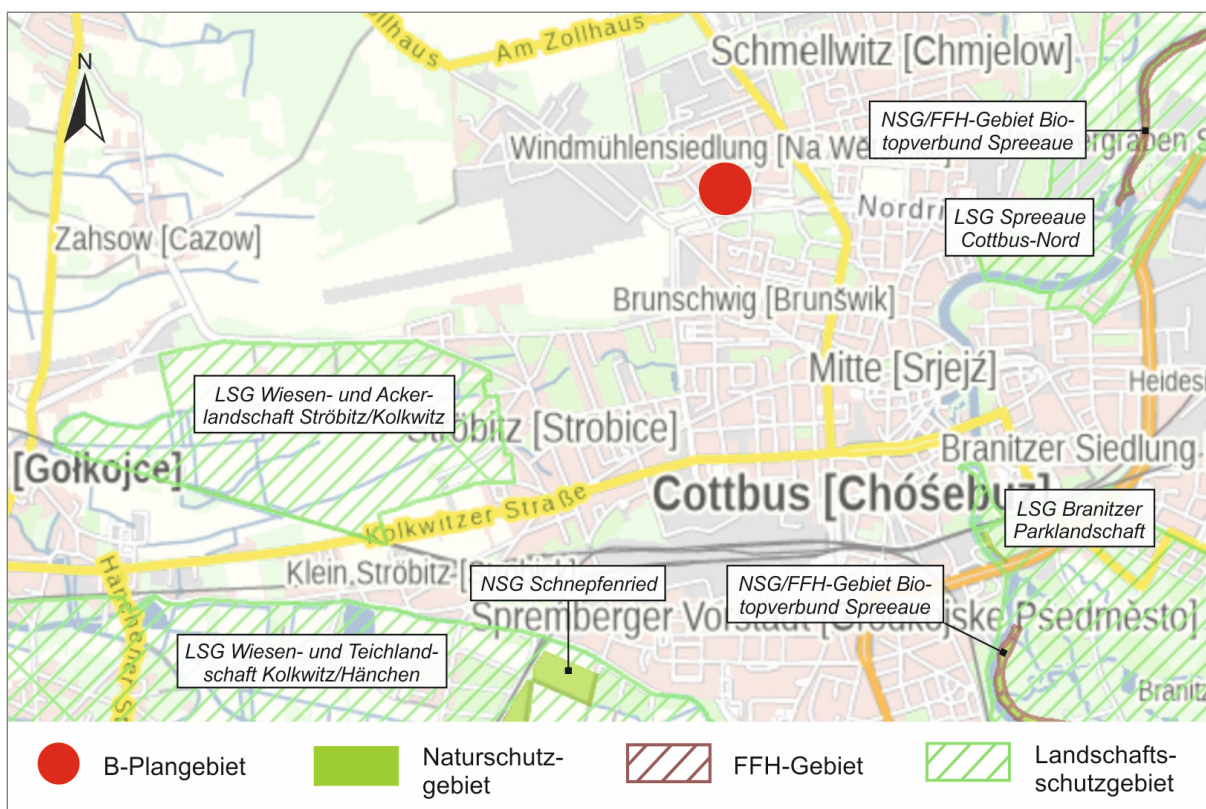 Am Zollhaus
Schmellwitz [Chmjelow]
N
NSG/FFH-Gebiet Bio-
topverbund Spreeaue
Windmühlensiedlung [Na
Zahsow [Cazow]
LSG Spreeaue
Cottbus-Nord
Brunschwig [Brunšwik]
Mitte [Srjejź]
LSG Wiesen- und Acker-
landschaft Ströbitz/Kolkwitz
Ströbitz [Strobice]
Branitzer Siedlung
[Gołkojce]
Cottbus [Chóśebuz]
Kolkwitzer Straße
LSG Branitzer
Parklandschaft
Klein Ströbitz
NSG Schnepfenried
NSG/FFH-Gebiet Bio-
topverbund Spreeaue
Spremberger Vorstadt
LSG Wiesen- und Teichland-
schaft Kolkwitz/Hänchen
B-Plangebiet
Naturschutz-
gebiet
FFH-Gebiet
Landschafts-
schutzgebiet